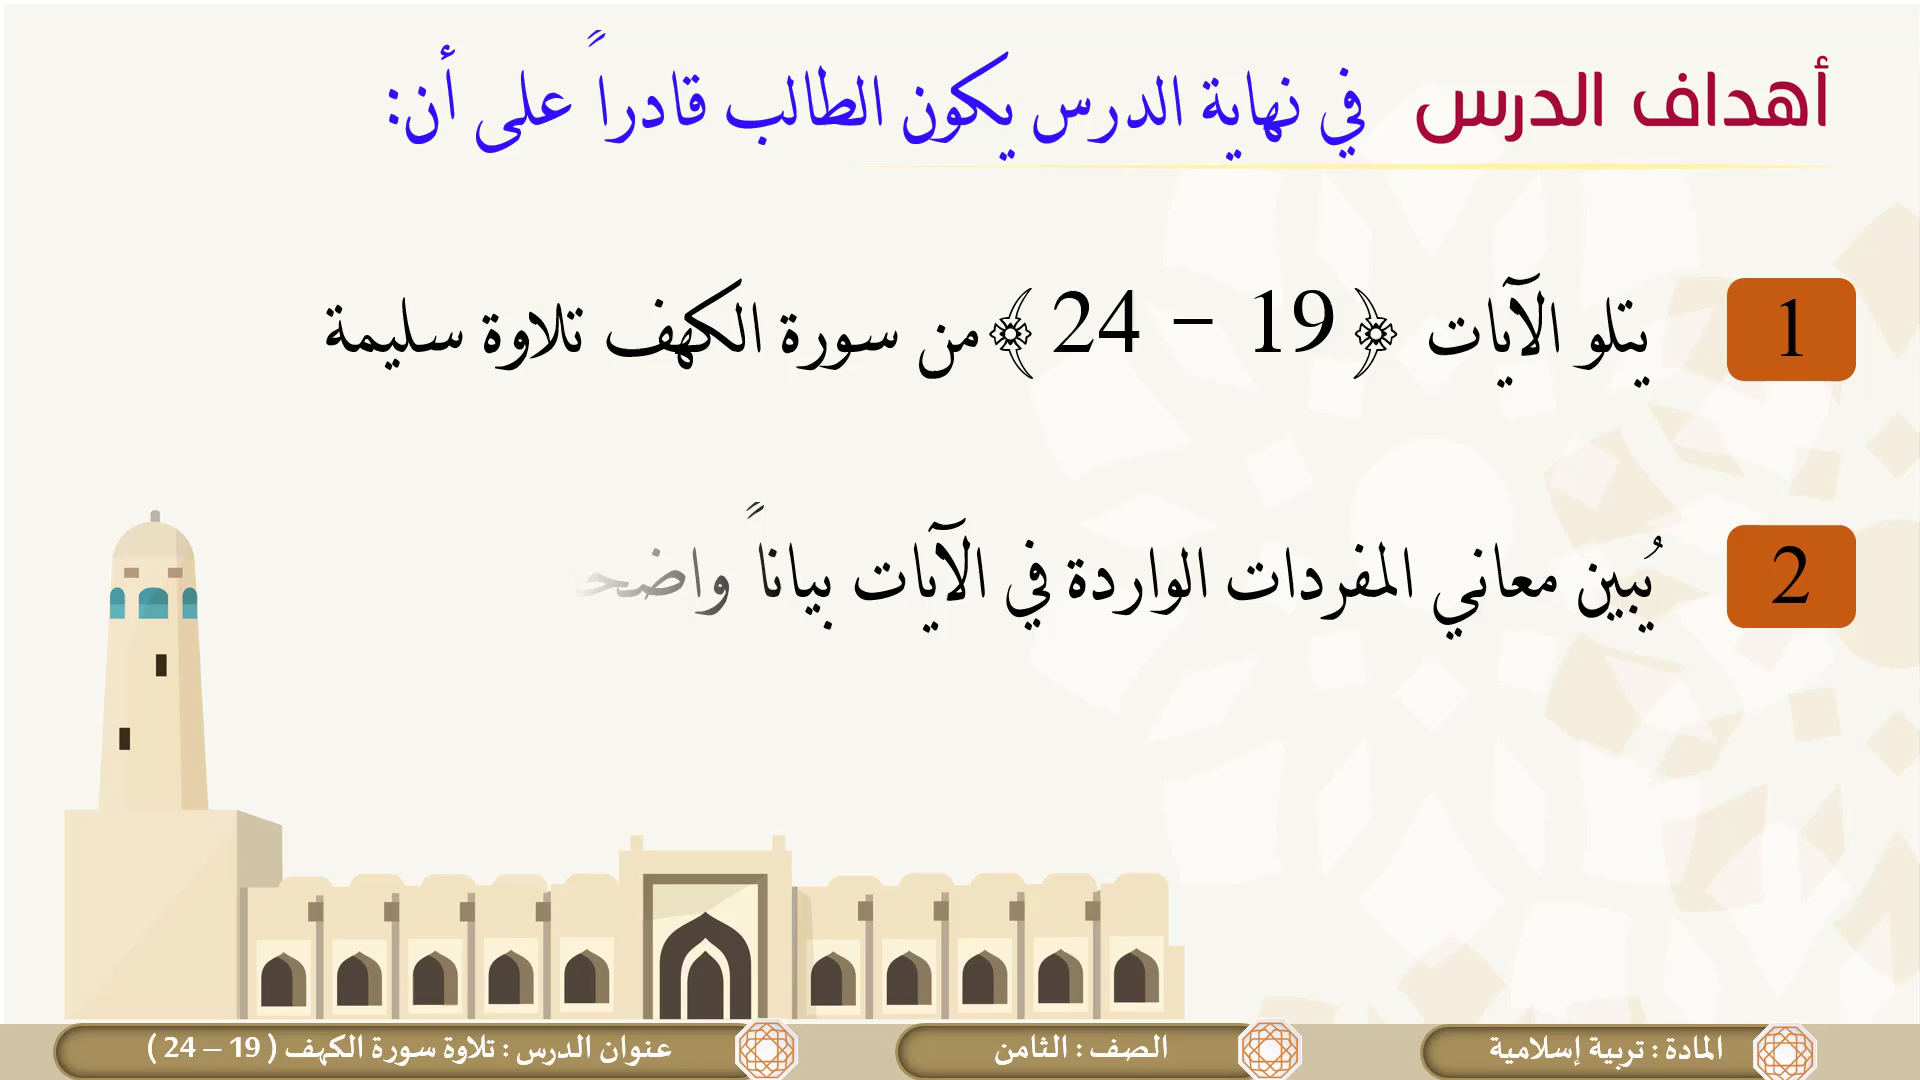 أهداف الدرس في نهاية الدرس يكون الطالب قادراً على أن:
1 يتلو الآيات ﴿ 19 – 24 ﴾ من سورة الكهف تلاوة سليمة
2 يُبين معاني المفردات الواردة في الآيات بياناً
المادة : تربية إسلامية
الصف : الثامن
عنوان الدرس : تلاوة سورة الكهف ( 19 – 24 )